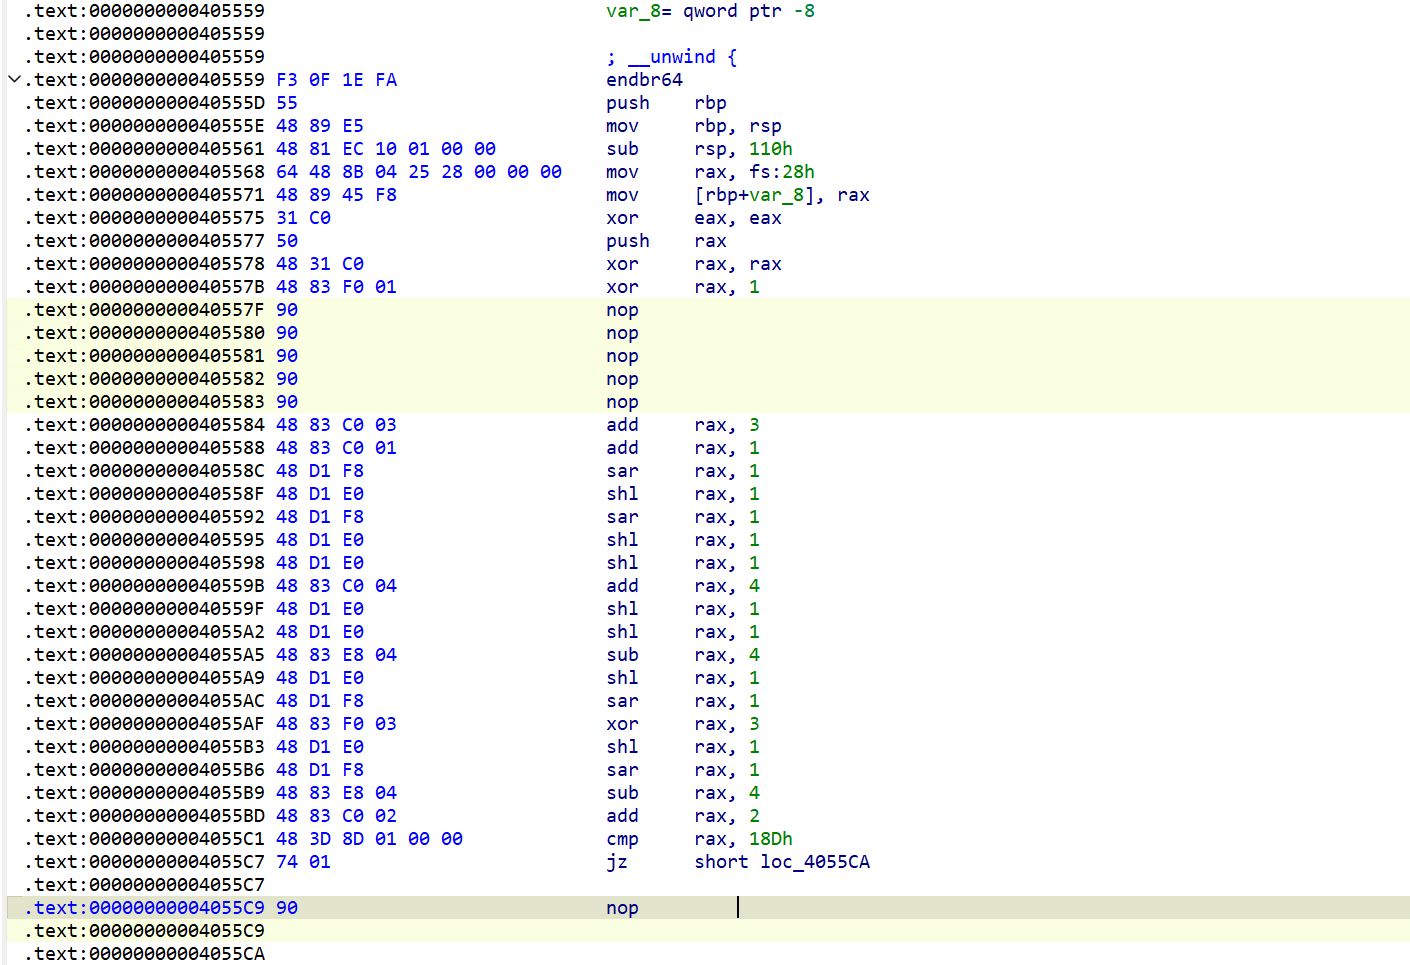 .text:0000000000405559 var_8= qword ptr -8
.text:0000000000405559
.text:0000000000405559 ; __unwind {
.text:0000000000405559 F3 0F 1E FA endbr64
.text:000000000040555D 55 push rbp
.text:000000000040555E 48 89 E5 mov rbp, rsp
.text:0000000000405561 48 81 EC 10 01 00 00 sub rsp, 110h
.text:0000000000405568 64 48 8B 04 25 28 00 00 00 mov rax, fs:28h
.text:0000000000405571 48 89 45 F8 mov [rbp+var_8], rax
.text:0000000000405575 31 C0 xor eax, eax
.text:0000000000405577 50 push rax
.text:0000000000405578 48 31 C0 xor rax, rax
.text:000000000040557B 48 83 F0 01 xor rax, 1
.text:000000000040557F 90 nop
.text:0000000000405580 90 nop
.text:0000000000405581 90 nop
.text:0000000000405582 90 nop
.text:0000000000405583 90 nop
.text:0000000000405584 48 83 C0 03 add rax, 3
.text:0000000000405588 48 83 C0 01 add rax, 1
.text:000000000040558C 48 D1 F8 sar rax, 1
.text:000000000040558F 48 D1 E0 shl rax, 1
.text:0000000000405592 48 D1 F8 sar rax, 1
.text:0000000000405595 48 D1 E0 shl rax, 1
.text:0000000000405598 48 D1 E0 shl rax, 1
.text:000000000040559B 48 83 C0 04 add rax, 4
.text:000000000040559F 48 D1 E0 shl rax, 1
.text:00000000004055A2 48 D1 E0 shl rax, 1
.text:00000000004055A5 48 83 E8 04 sub rax, 4
.text:00000000004055A9 48 D1 E0 shl rax, 1
.text:00000000004055AC 48 D1 F8 sar rax, 1
.text:00000000004055AF 48 83 F0 03 xor rax, 3
.text:00000000004055B3 48 D1 E0 shl rax, 1
.text:00000000004055B6 48 D1 F8 sar rax, 1
.text:00000000004055B9 48 83 E8 04 sub rax, 4
.text:00000000004055BD 48 83 C0 02 add rax, 2
.text:00000000004055C1 48 3D 8D 01 00 00 cmp rax, 18Dh
.text:00000000004055C7 74 01 jz short loc_4055CA
.text:00000000004055C7
.text:00000000004055C9 90 nop
.text:00000000004055C9
.text:00000000004055CA